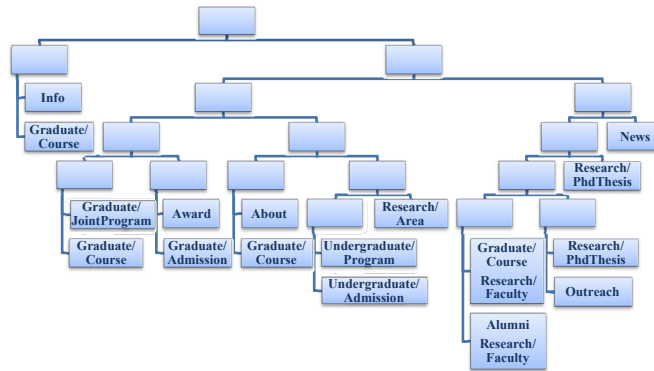 Info
Graduate/
Course
News
Research/
PhdThesis
Graduate/
JointProgram
Graduate/
Course
Award
Graduate/
Admission
About
Graduate/
Course
Research/
Area
Undergraduate/
Program
Undergraduate/
Admission
Graduate/
Course
Research/
Faculty
Alumni
Research/
Faculty
Research/
PhdThesis
Outreach